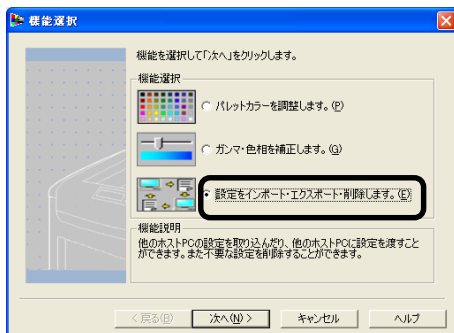 機能選択
機能を選択して「次へ」をクリックします。
機能選択
パレットカラーを調整します。(P)
ガンマ・色相を補正します。(G)
設定をインポート・エクスポート・削除します。(E)
機能説明
他のホストPCの設定を取り込んだり、他のホストPCに設定を渡すこと
ができます。また不要な設定を削除することができます。
< 戻る(B)
次へ(N) >
キャンセル
ヘルプ